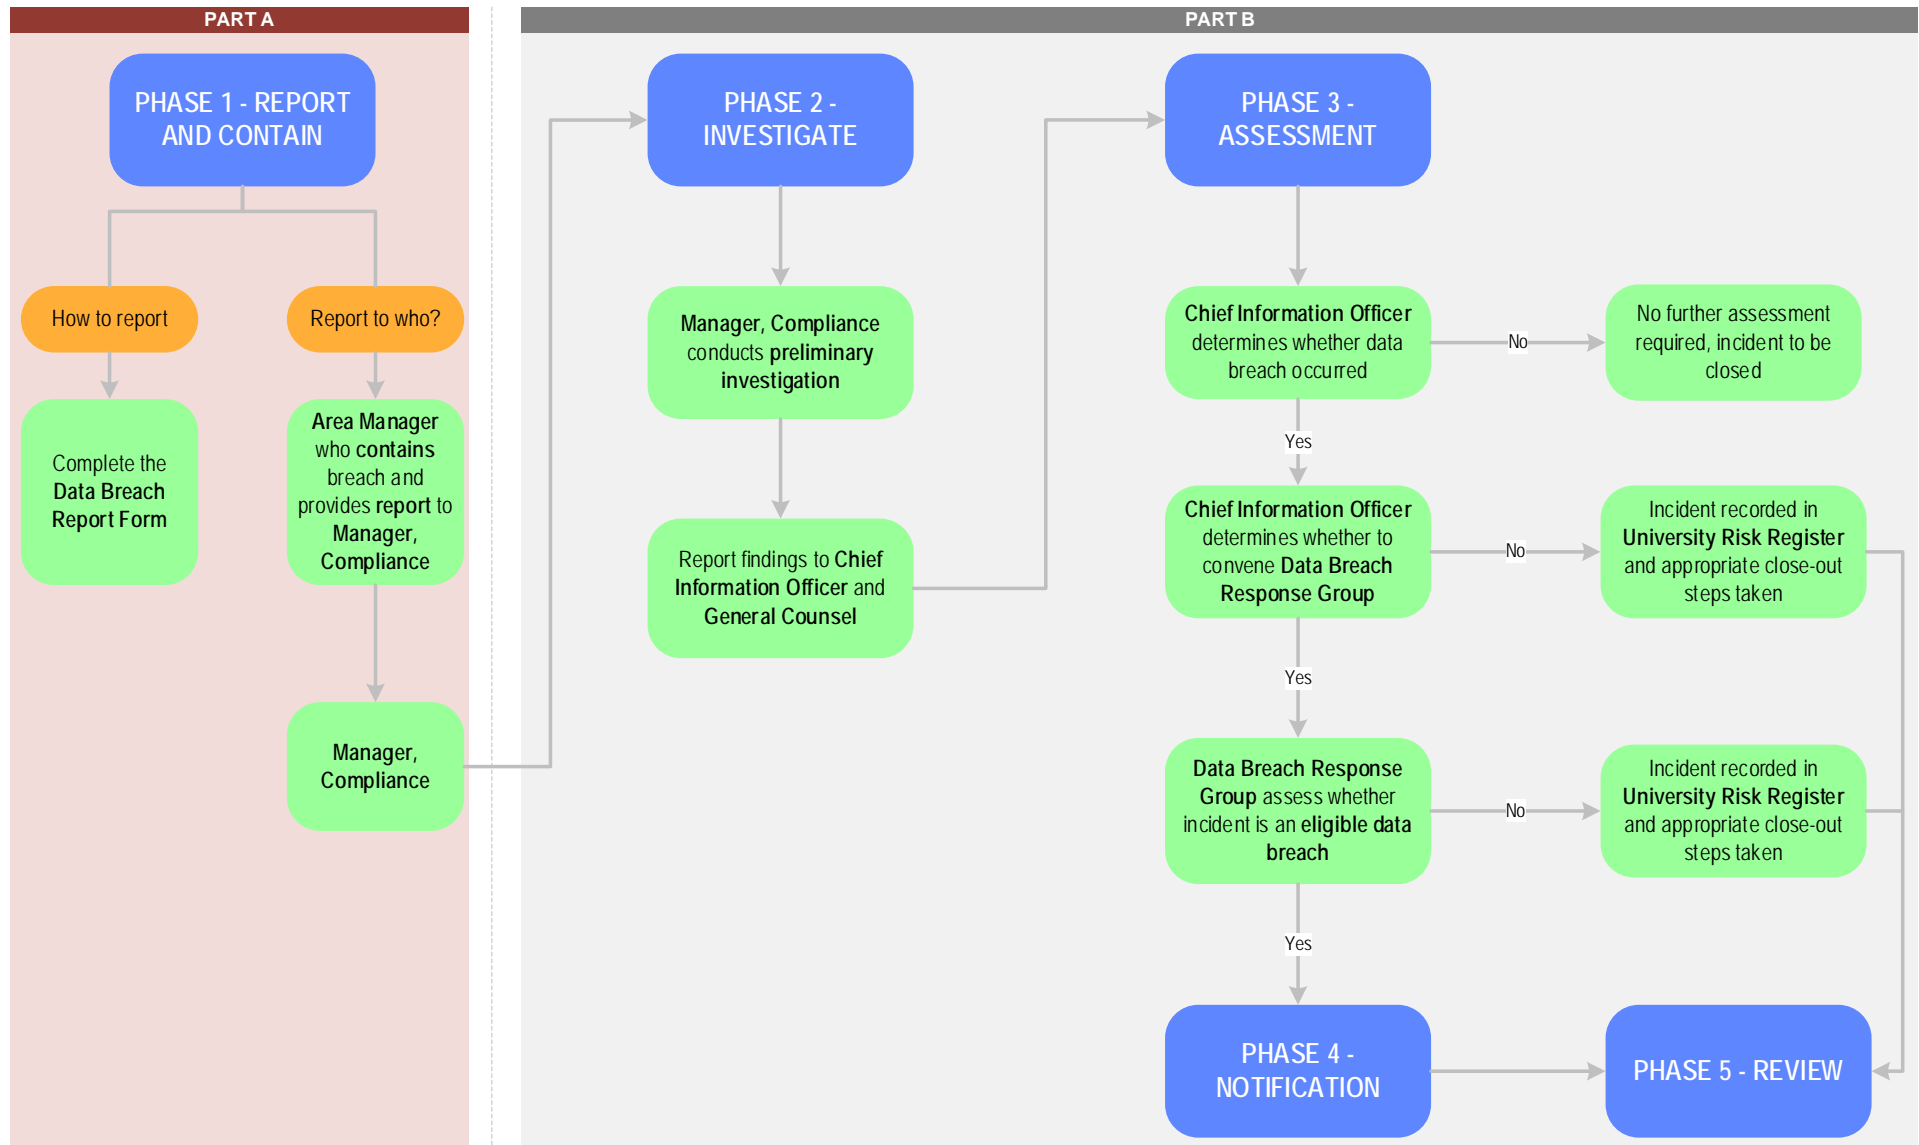 PART A
PART B
PHASE 1 - REPORT
AND CONTAIN
How to report
Report to who?
Complete the
Data Breach
Report Form
Area Manager
who contains
breach and
provides report to
Manager,
Compliance
Manager,
Compliance
PHASE 2 -
INVESTIGATE
Manager, Compliance
conducts preliminary
investigation
Report findings to Chief
Information Officer and
General Counsel
PHASE 3 -
ASSESSMENT
Chief Information Officer
determines whether data
breach occurred
No
No further assessment
required, incident to be
closed
Yes
Chief Information Officer
determines whether to
convene Data Breach
Response Group
No
Incident recorded in
University Risk Register
and appropriate close-out
steps taken
Yes
Data Breach Response
Group assess whether
incident is an eligible data
breach
No
Incident recorded in
University Risk Register
and appropriate close-out
steps taken
Yes
PHASE 4 -
NOTIFICATION
PHASE 5 - REVIEW